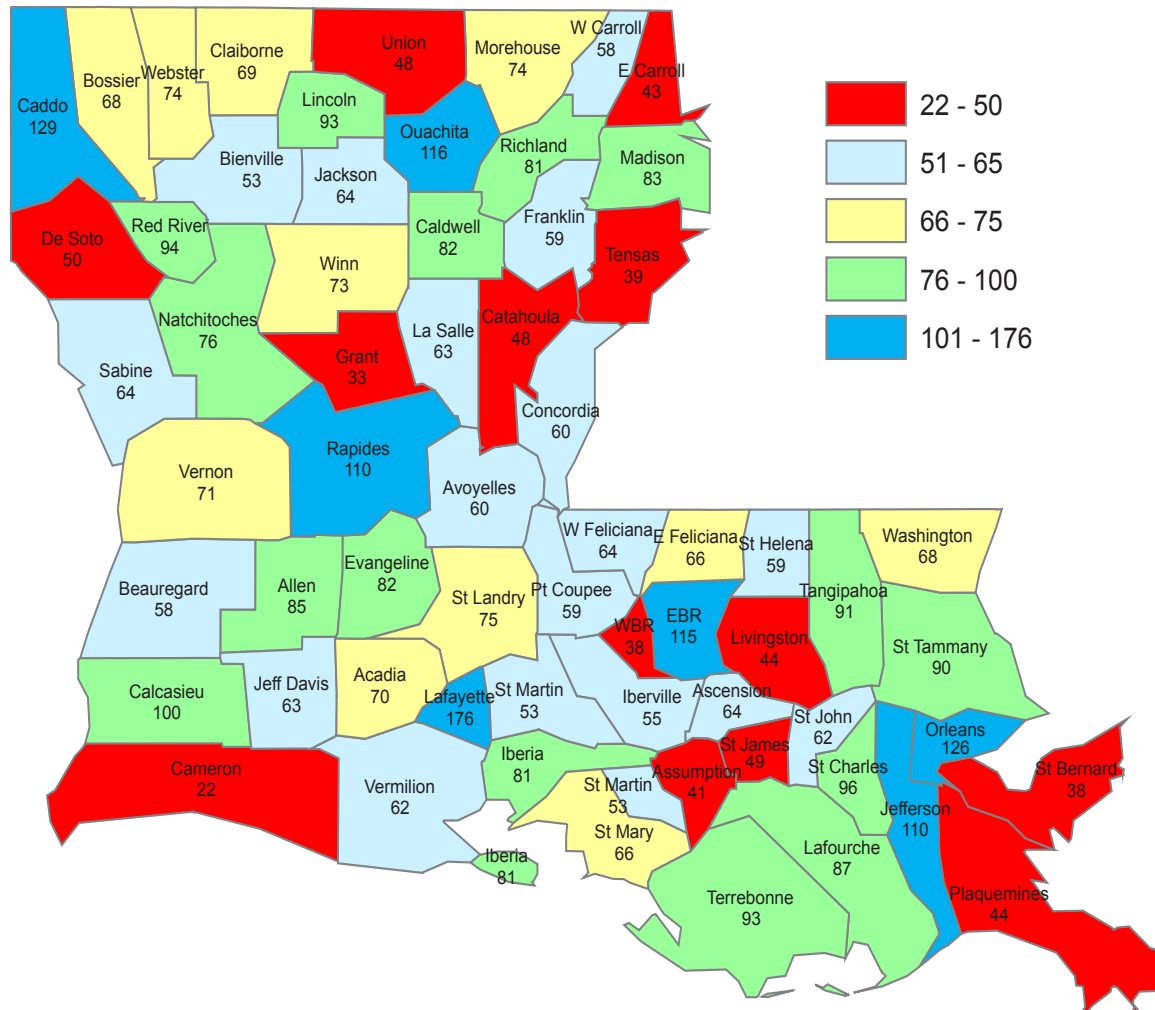 W Carroll
58
Union
48
Morehouse
74
Claiborne
69
E Carroll
43
Webster
74
Bossier
68
Caddo
129
Lincoln
93
Ouachita
116
Richland
81
Madison
83
Bienville
53
Jackson
64
Franklin
59
Red River
94
Caldwell
82
De Soto
50
Tensas
39
Winn
73
Natchitoches
76
La Salle
63
Catahoula
48
Grant
33
Sabine
64
Concordia
60
Rapides
110
Vernon
71
Avoyelles
60
W Feliciana
64
E Feliciana
66
St Helena
59
Washington
68
Beauregard
58
Allen
85
Evangeline
82
St Landry
75
Pt Coupee
59
WBR
38
EBR
115
Livingston
44
Tangipahoa
91
St Tammany
90
Calcasieu
100
Jeff Davis
63
Acadia
70
Lafayette
176
St Martin
53
Iberville
55
Ascension
64
St John
62
Orleans
126
St James
49
Cameron
22
Vermilion
62
Iberia
81
St Martin
53
Assumption
41
St Charles
96
St Bernard
38
Jefferson
110
St Mary
66
Lafourche
87
Iberia
81
Terrebonne
93
Plaquemines
44
22 - 50
51 - 65
66 - 75
76 - 100
101 - 176